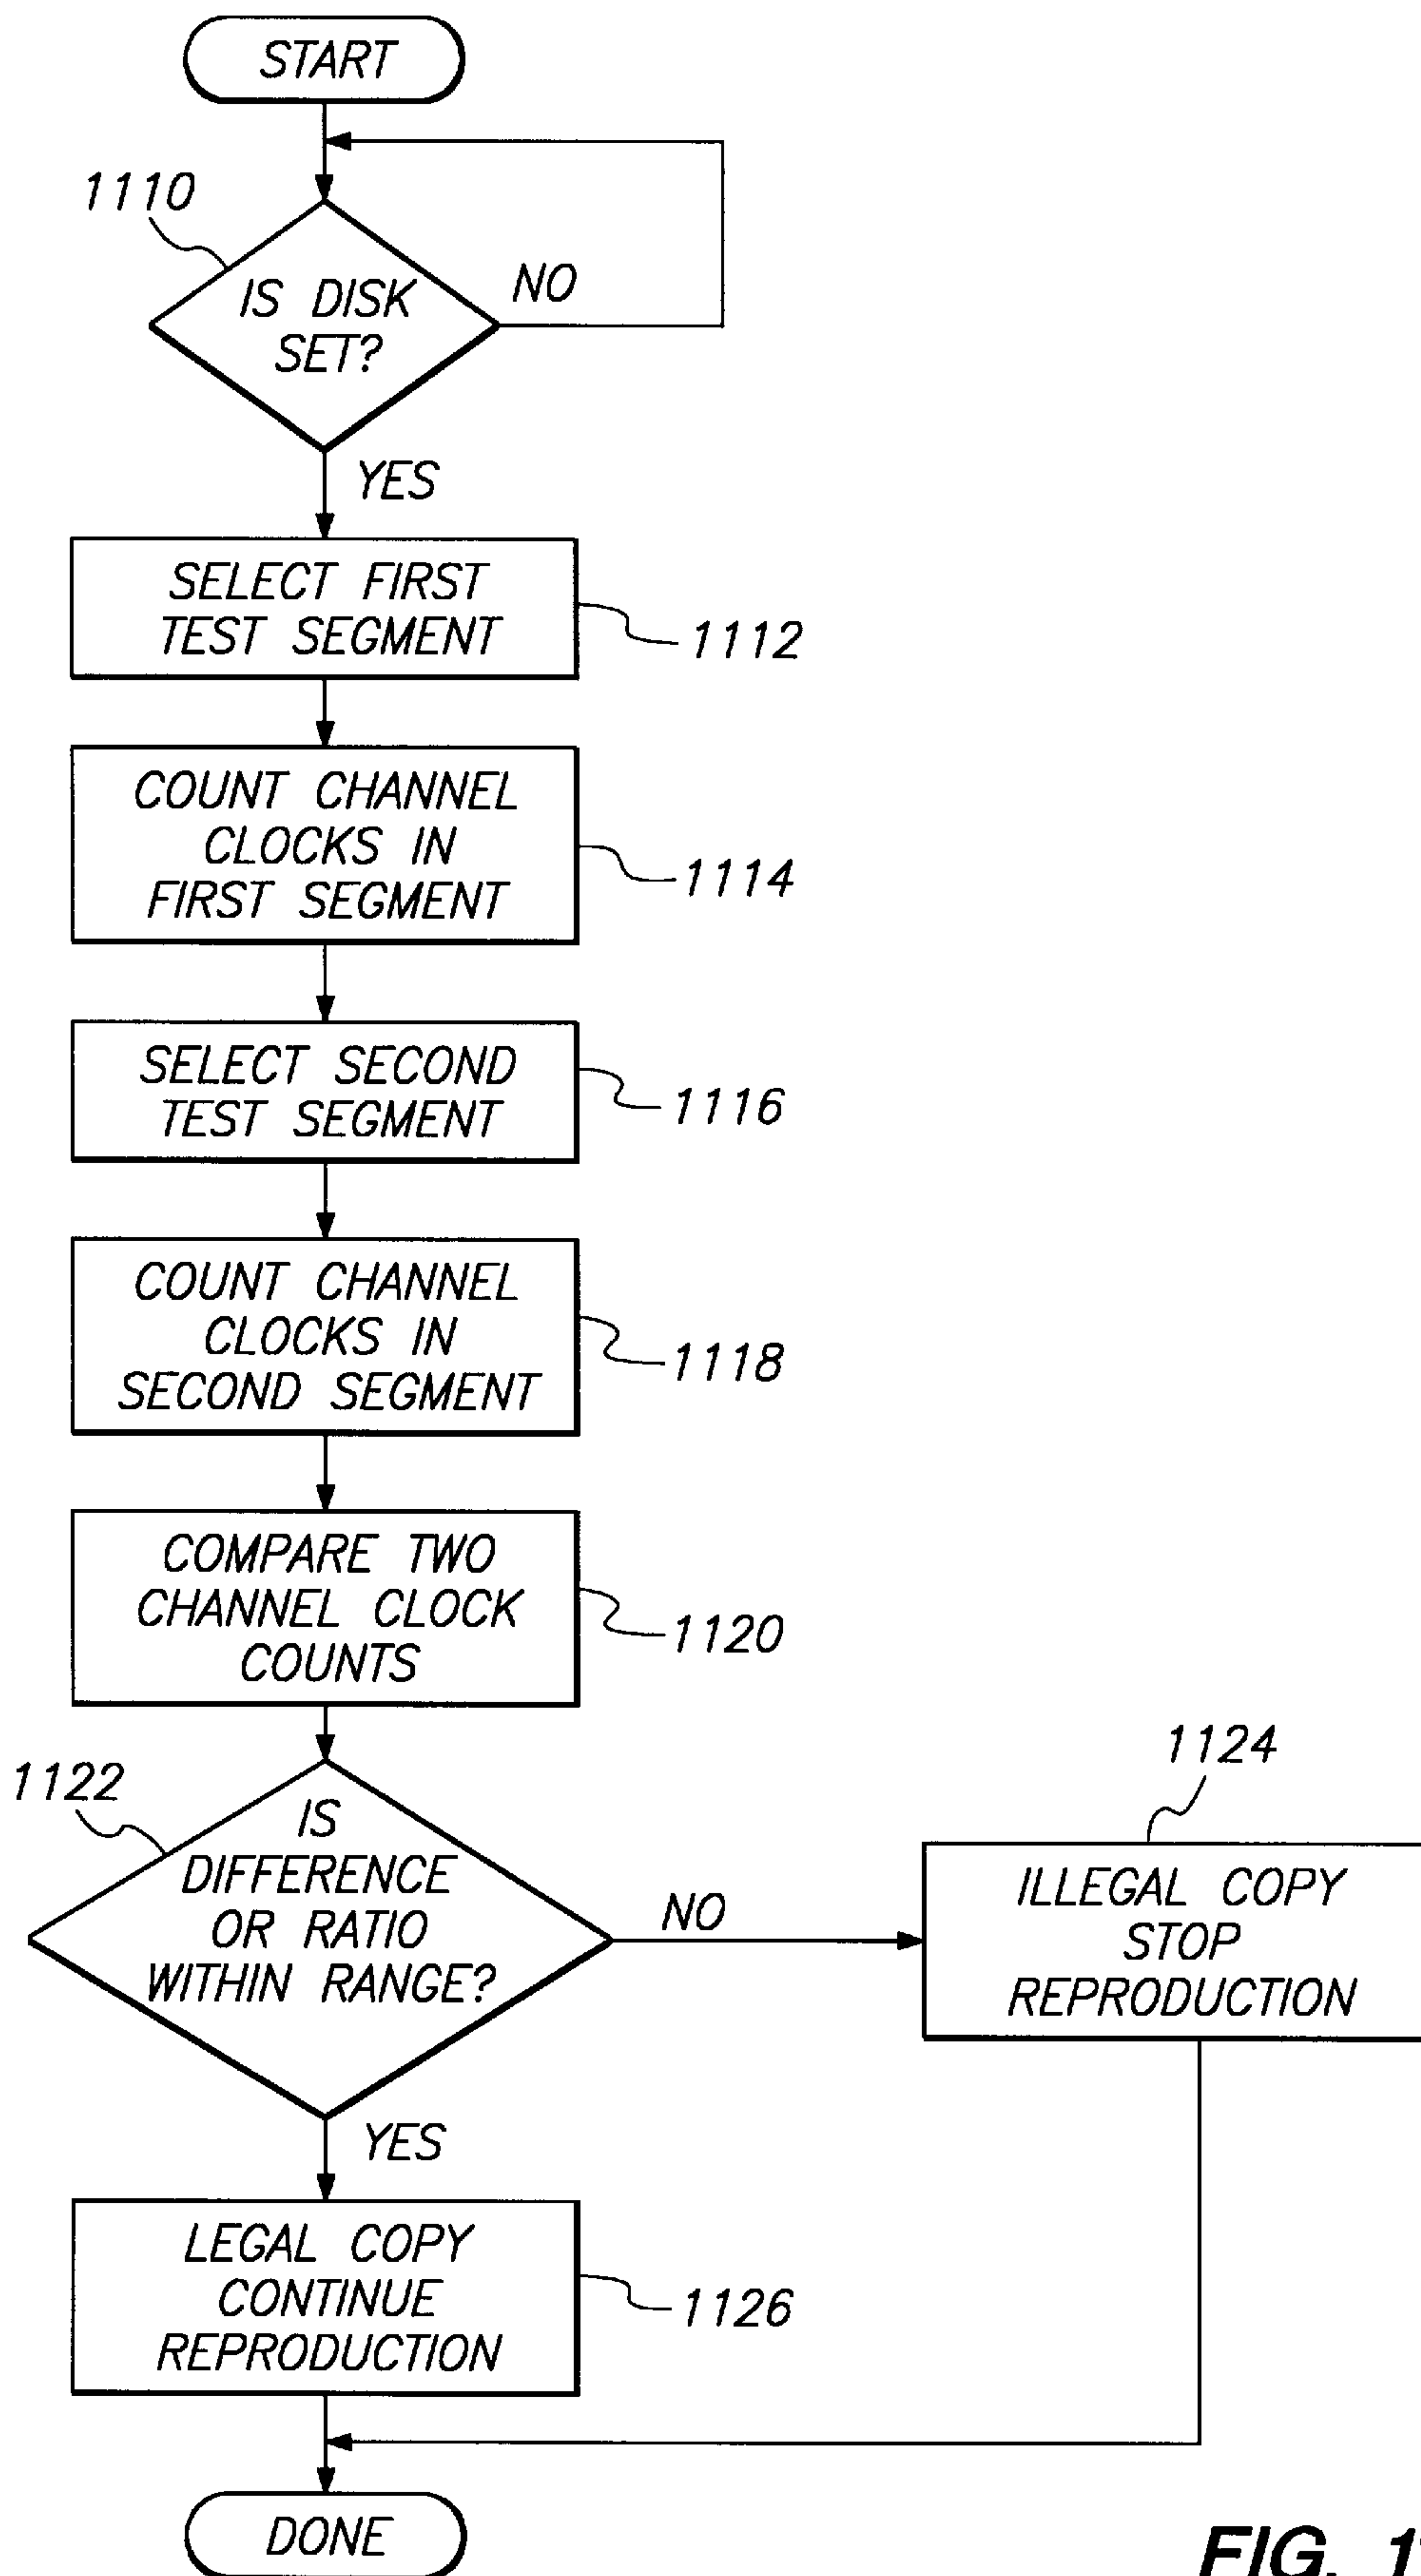 START
1110
IS DISK
SET?
NO
YES
SELECT FIRST
TEST SEGMENT
1112
COUNT CHANNEL
CLOCKS IN
FIRST SEGMENT
1114
SELECT SECOND
TEST SEGMENT
1116
COUNT CHANNEL
CLOCKS IN
SECOND SEGMENT
1118
COMPARE TWO
CHANNEL CLOCK
COUNTS
1120
1122
IS
DIFFERENCE
OR RATIO
WITHIN RANGE?
NO
1124
ILLEGAL COPY
STOP
REPRODUCTION
YES
LEGAL COPY
CONTINUE
REPRODUCTION
1126
DONE
FIG.